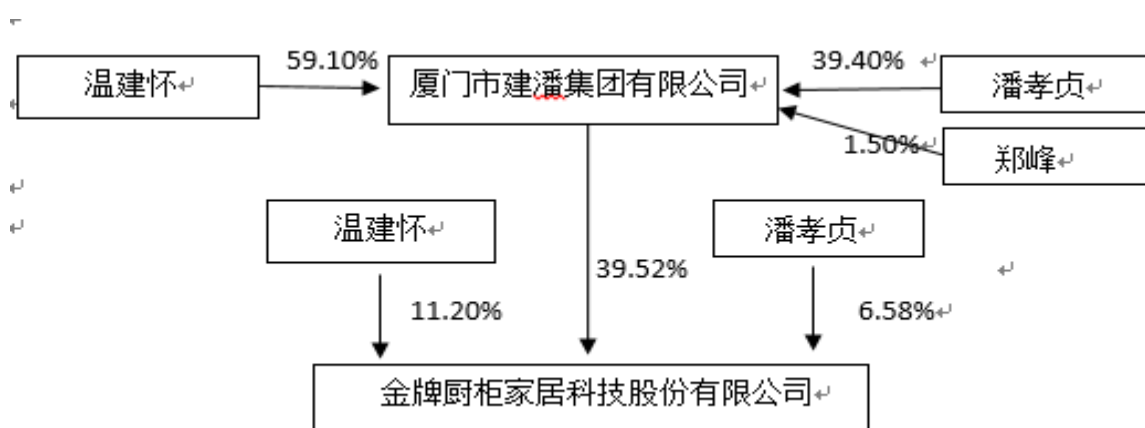 59.10%
39.40%
温建怀
厦门市建潘集团有限公司
潘孝贞
1.50%
郑峰
温建怀
潘孝贞
39.52%
11.20%
6.58%
金牌厨柜家居科技股份有限公司